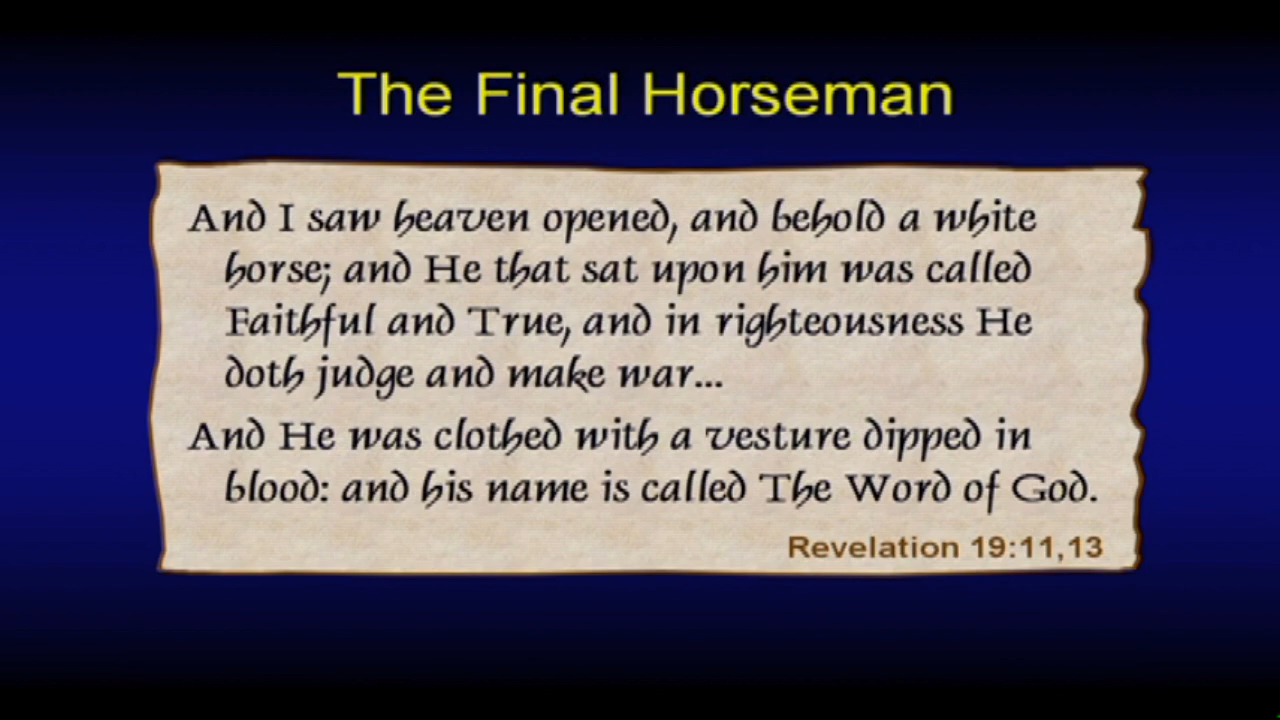 The Final Horseman
And I saw heaven opened, and behold a white
horse; and He that sat upon him was called
Faithful and True, and in righteousness He
doth judge and make war...
And He was clothed with a vesture dipped in
blood: and his name is called The Word of God.
Revelation 19:11,13